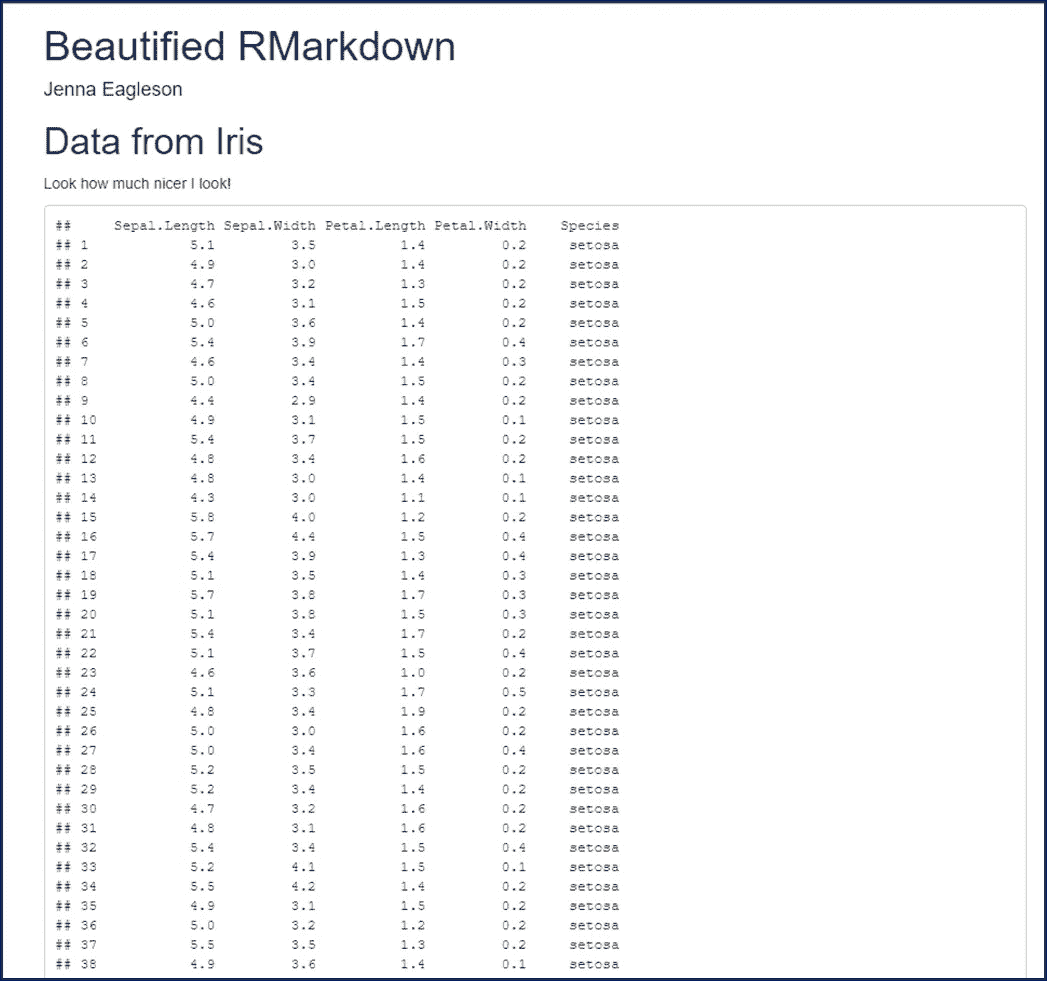 Beautified RMarkdown
Jenna Eagleson
Data from Iris
Look how much nicer I look!
##     Sepal.Length Sepal.Width Petal.Length Petal.Width    Species
## 1            5.1         3.5          1.4         0.2     setosa
## 2            4.9         3.0          1.4         0.2     setosa
## 3            4.7         3.2          1.3         0.2     setosa
## 4            4.6         3.1          1.5         0.2     setosa
## 5            5.0         3.6          1.4         0.2     setosa
## 6            5.4         3.9          1.7         0.4     setosa
## 7            4.6         3.4          1.4         0.3     setosa
## 8            5.0         3.4          1.5         0.2     setosa
## 9            4.4         2.9          1.4         0.2     setosa
## 10           4.9         3.1          1.5         0.1     setosa
## 11           5.4         3.7          1.5         0.2     setosa
## 12           4.8         3.4          1.6         0.2     setosa
## 13           4.8         3.0          1.4         0.1     setosa
## 14           4.3         3.0          1.1         0.1     setosa
## 15           5.8         4.0          1.2         0.2     setosa
## 16           5.7         4.4          1.5         0.4     setosa
## 17           5.4         3.9          1.3         0.4     setosa
## 18           5.1         3.5          1.4         0.3     setosa
## 19           5.7         3.8          1.7         0.3     setosa
## 20           5.1         3.8          1.5         0.3     setosa
## 21           5.4         3.4          1.7         0.2     setosa
## 22           5.1         3.7          1.5         0.4     setosa
## 23           4.6         3.6          1.0         0.2     setosa
## 24           5.1         3.3          1.7         0.5     setosa
## 25           4.8         3.4          1.9         0.2     setosa
## 26           5.0         3.0          1.6         0.2     setosa
## 27           5.0         3.4          1.6         0.4     setosa
## 28           5.2         3.5          1.5         0.2     setosa
## 29           5.2         3.4          1.4         0.2     setosa
## 30           4.7         3.2          1.6         0.2     setosa
## 31           4.8         3.1          1.6         0.2     setosa
## 32           5.4         3.4          1.5         0.4     setosa
## 33           5.2         4.1          1.5         0.1     setosa
## 34           5.5         4.2          1.4         0.2     setosa
## 35           4.9         3.1          1.5         0.2     setosa
## 36           5.0         3.2          1.2         0.2     setosa
## 37           5.5         3.5          1.3         0.2     setosa
## 38           4.9         3.6          1.4         0.1     setosa